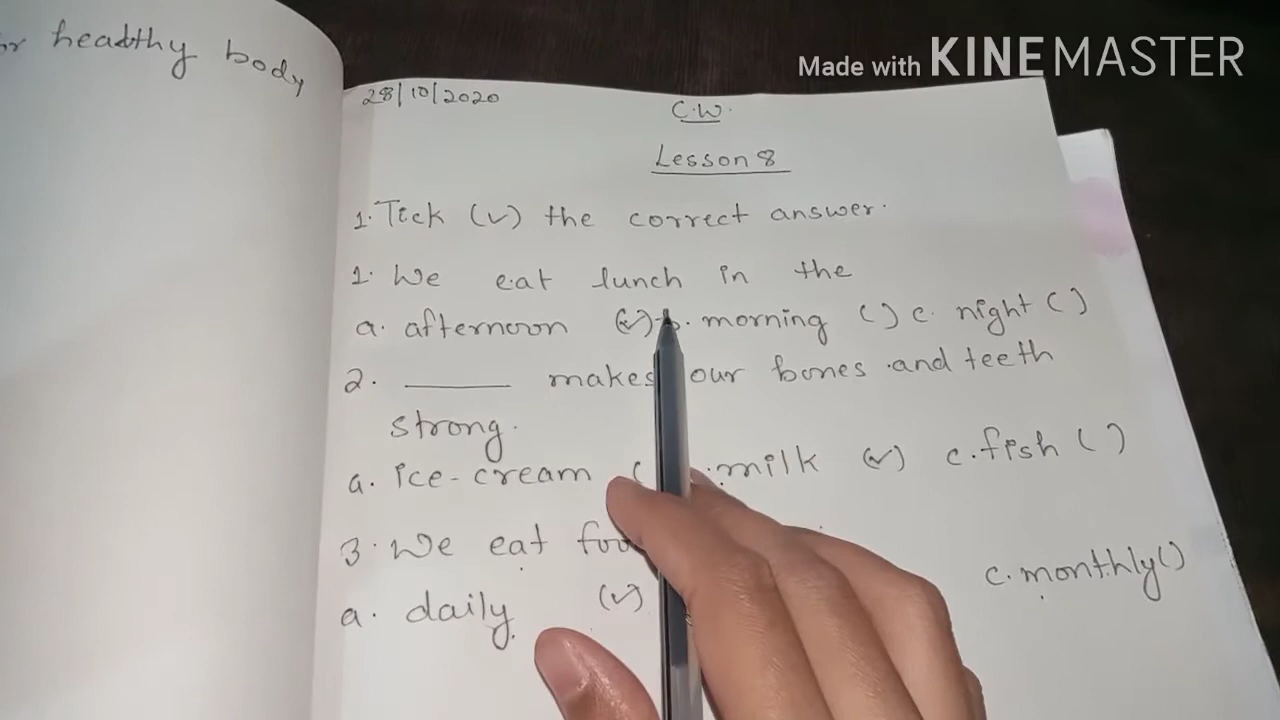 healthy body
Made with KINEMASTER
28/10/2020
C.W.
Lesson 8
1. Tick (✓) the correct answer.
1. We eat lunch in the
a. afternoon (✓) b. morning ( ) c. night ( )
2. ______ makes our bones and teeth
strong.
a. ice-cream ( milk (✓) c. fish ( )
3. We eat
a. daily (✓) c. monthly ( )